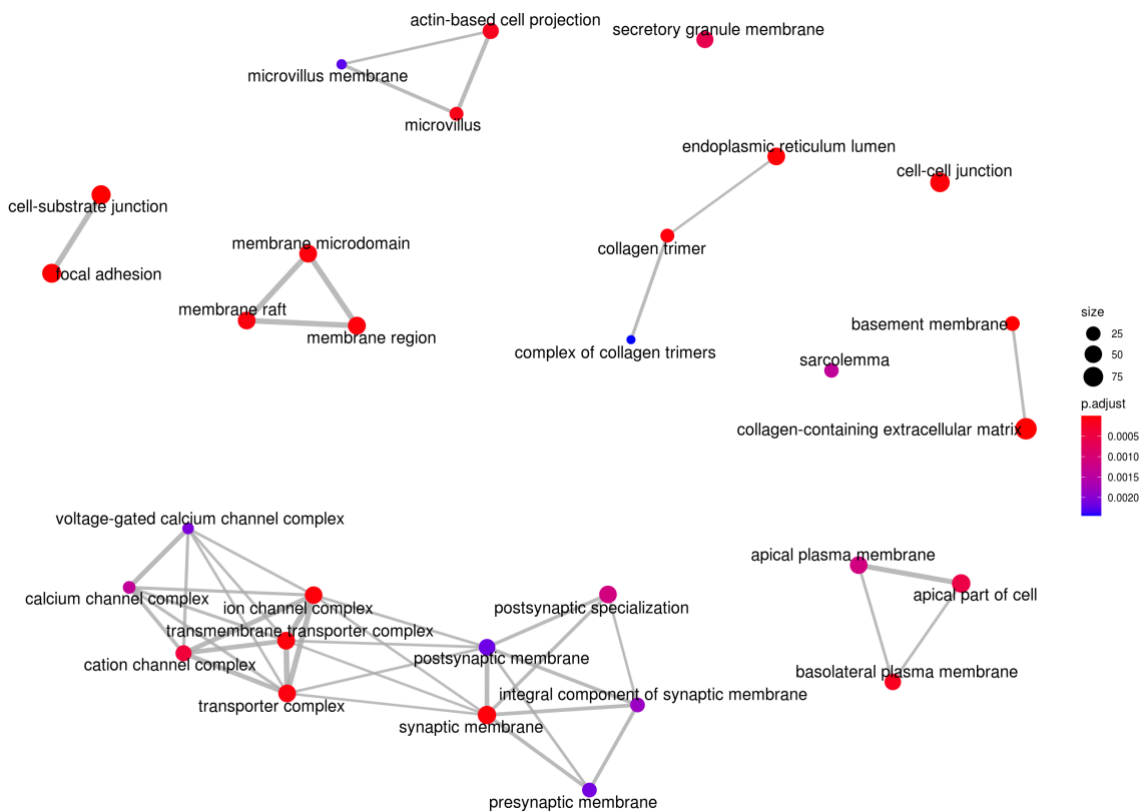 actin-based cell projection
secretory granule membrane
microvillus membrane
microvillus
endoplasmic reticulum lumen
cell-cell junction
cell-substrate junction
membrane microdomain
collagen trimer
focal adhesion
membrane raft
membrane region
basement membrane
complex of collagen trimers
sarcolemma
collagen-containing extracellular matrix
size
25
50
75
p.adjust
0.0005
0.0010
0.0015
0.0020
voltage-gated calcium channel complex
apical plasma membrane
calcium channel complex
ion channel complex
postsynaptic specialization
apical part of cell
transmembrane transporter complex
cation channel complex
postsynaptic membrane
basolateral plasma membrane
integral component of synaptic membrane
transporter complex
synaptic membrane
presynaptic membrane